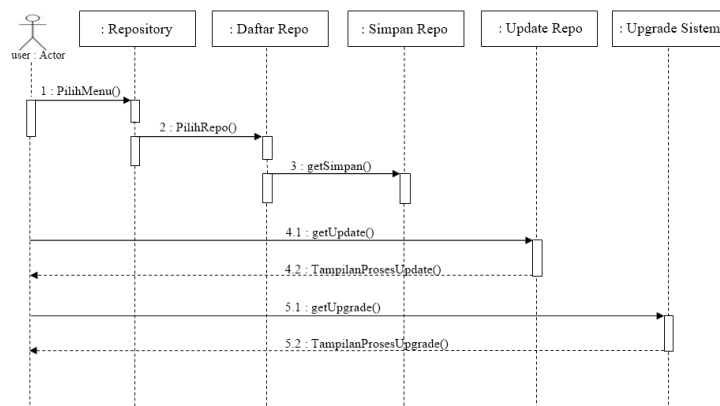 : Repository
: Daftar Repo
: Simpan Repo
: Update Repo
: Upgrade Sistem
user : Actor
1 : PilihMenu()
2 : PilihRepo()
3 : getSimpan()
4.1 : getUpdate()
4.2 : TampilanProsesUpdate()
5.1 : getUpgrade()
5.2 : TampilanProsesUpgrade()